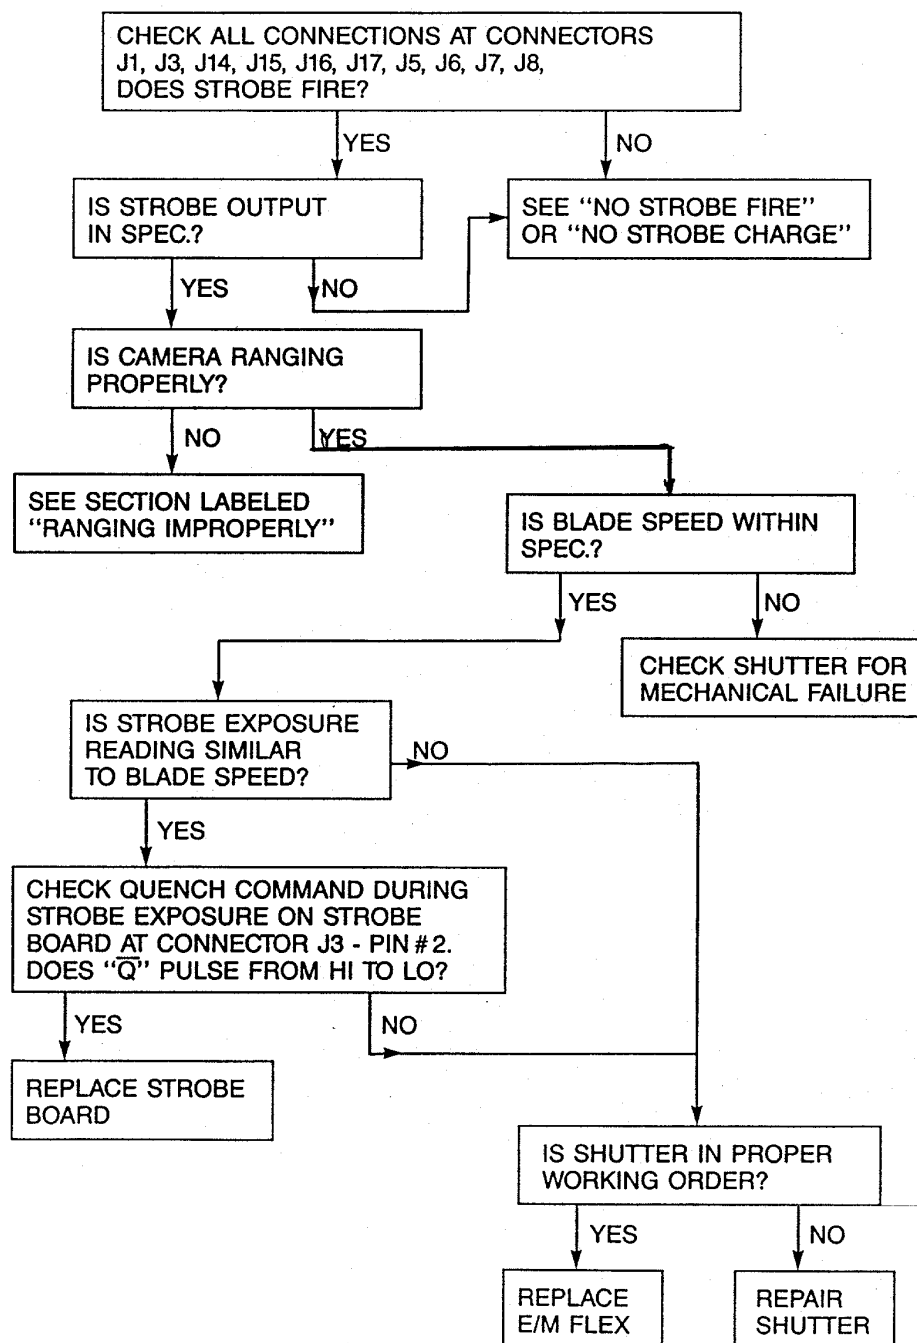 CHECK ALL CONNECTIONS AT CONNECTORS
J1, J3, J14, J15, J16, J17, J5, J6, J7, J8,
DOES STROBE FIRE?
YES
NO
IS STROBE OUTPUT
IN SPEC.?
SEE “NO STROBE FIRE”
OR “NO STROBE CHARGE”
YES
NO
IS CAMERA RANGING
PROPERLY?
NO
YES
SEE SECTION LABELED
“RANGING IMPROPERLY”
IS BLADE SPEED WITHIN
SPEC.?
YES
NO
CHECK SHUTTER FOR
MECHANICAL FAILURE
IS STROBE EXPOSURE
READING SIMILAR
TO BLADE SPEED?
NO
YES
CHECK QUENCH COMMAND DURING
STROBE EXPOSURE ON STROBE
BOARD AT CONNECTOR J3 - PIN #2.
DOES “Q̅” PULSE FROM HI TO LO?
YES
NO
REPLACE STROBE
BOARD
IS SHUTTER IN PROPER
WORKING ORDER?
YES
NO
REPLACE
E/M FLEX
REPAIR
SHUTTER